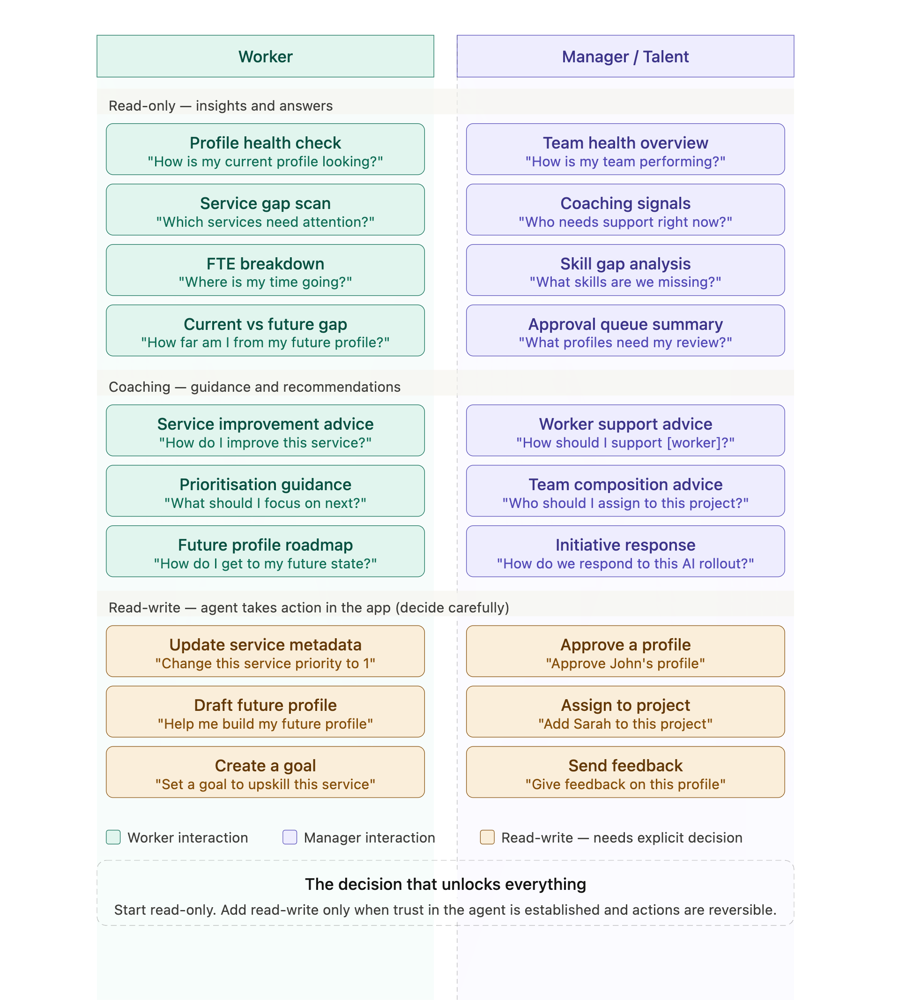 Worker
Manager / Talent
Read-only — insights and answers
Profile health check
"How is my current profile looking?"
Team health overview
"How is my team performing?"
Service gap scan
"Which services need attention?"
Coaching signals
"Who needs support right now?"
FTE breakdown
"Where is my time going?"
Skill gap analysis
"What skills are we missing?"
Current vs future gap
"How far am I from my future profile?"
Approval queue summary
"What profiles need my review?"
Coaching — guidance and recommendations
Service improvement advice
"How do I improve this service?"
Worker support advice
"How should I support [worker]?"
Prioritisation guidance
"What should I focus on next?"
Team composition advice
"Who should I assign to this project?"
Future profile roadmap
"How do I get to my future state?"
Initiative response
"How do we respond to this AI rollout?"
Read-write — agent takes action in the app (decide carefully)
Update service metadata
"Change this service priority to 1"
Approve a profile
"Approve John's profile"
Draft future profile
"Help me build my future profile"
Assign to project
"Add Sarah to this project"
Create a goal
"Set a goal to upskill this service"
Send feedback
"Give feedback on this profile"
Worker interaction
Manager interaction
Read-write — needs explicit decision
The decision that unlocks everything
Start read-only. Add read-write only when trust in the agent is established and actions are reversible.